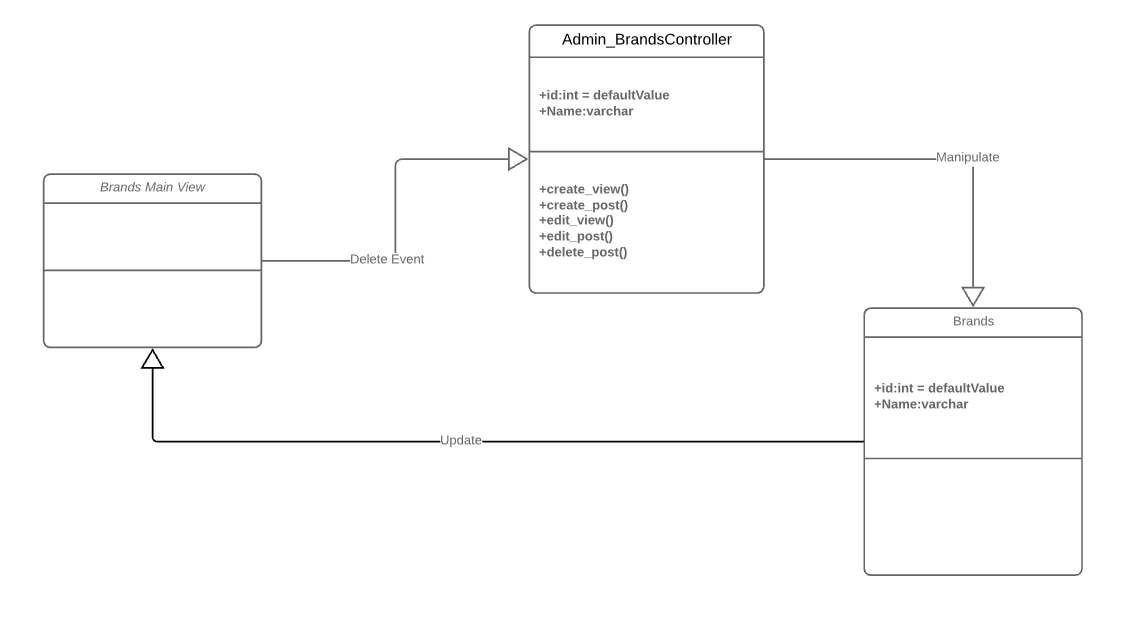 Admin_BrandsController
+id:int = defaultValue
+Name:varchar
+create_view()
+create_post()
+edit_view()
+edit_post()
+delete_post()
Manipulate
Brands Main View
Delete Event
Brands
+id:int = defaultValue
+Name:varchar
Update